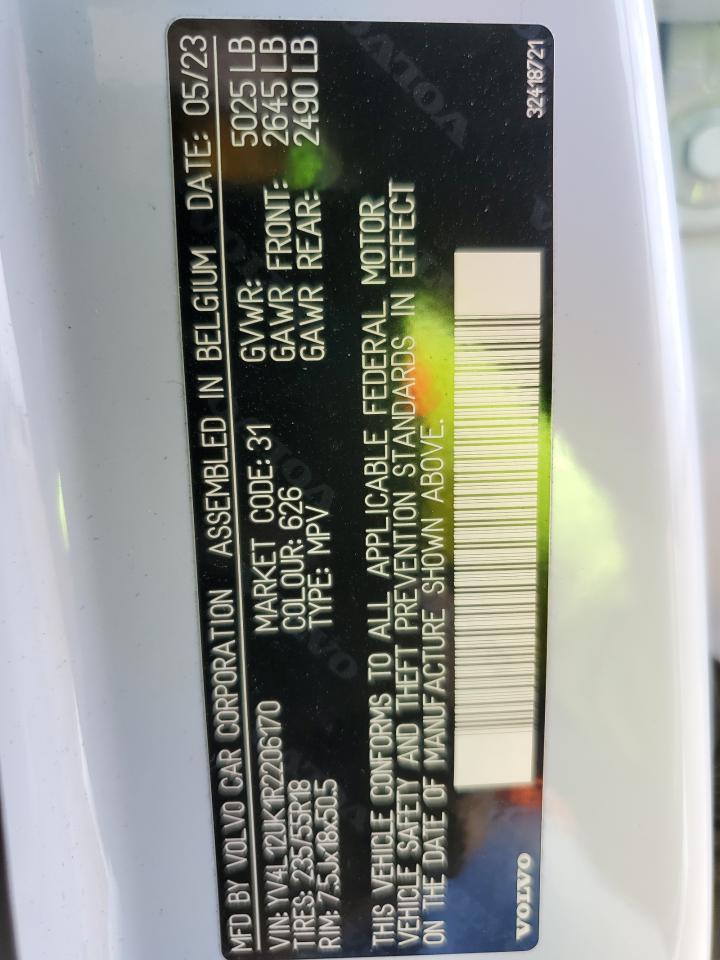 MFD BY VOLVO CAR CORPORATION ASSEMBLED IN BELGIUM DATE: 05/23
VIN: YV4L12UK1R2206170 MARKET CODE: 31 GVWR: 5025 LB
TIRES: 235/55R18 COLOUR: 626 GAWR FRONT: 2645 LB
RIM: 7.5Jx18x50.5 TYPE: MPV GAWR REAR: 2490 LB
THIS VEHICLE CONFORMS TO ALL APPLICABLE FEDERAL MOTOR
VEHICLE SAFETY AND THEFT PREVENTION STANDARDS IN EFFECT
ON THE DATE OF MANUFACTURE SHOWN ABOVE.
VOLVO 32418721